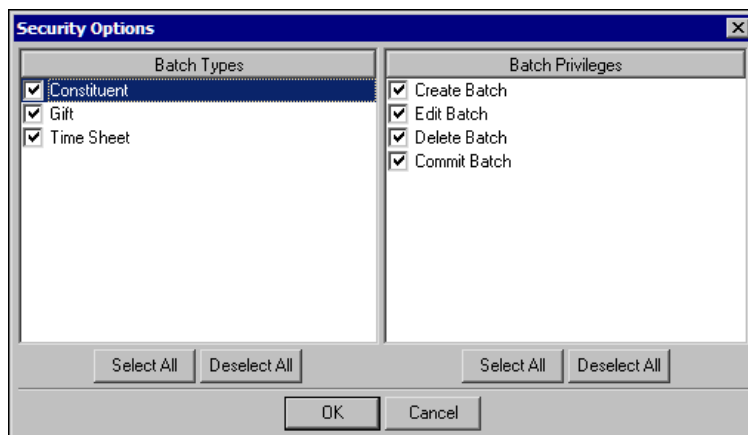 Security Options
Batch Types
Constituent
Gift
Time Sheet
Select All Deselect All
Batch Privileges
Create Batch
Edit Batch
Delete Batch
Commit Batch
Select All Deselect All
OK Cancel